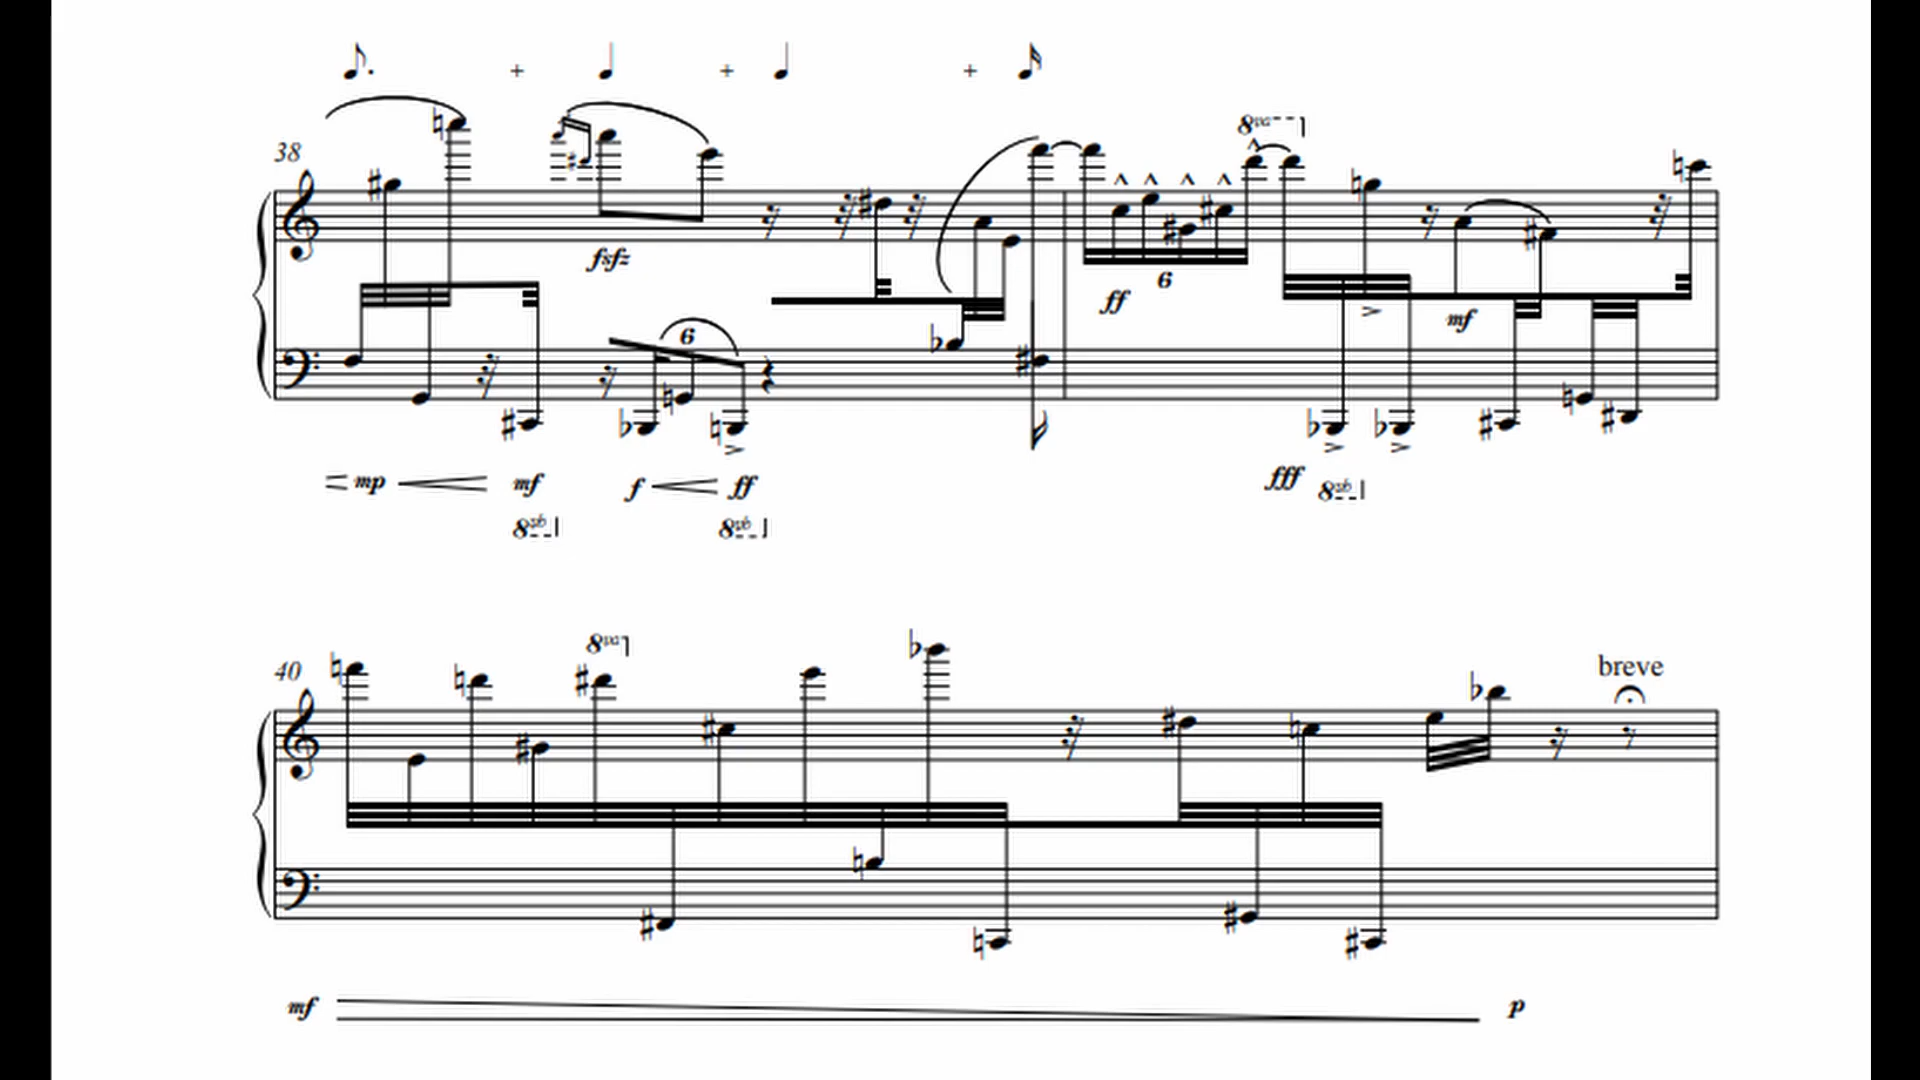 + + +
8va
38
fsfz
6
6
ff
mf
mp mf f ff
fff 8vb
8vb 8vb
8va
40
breve
mf p